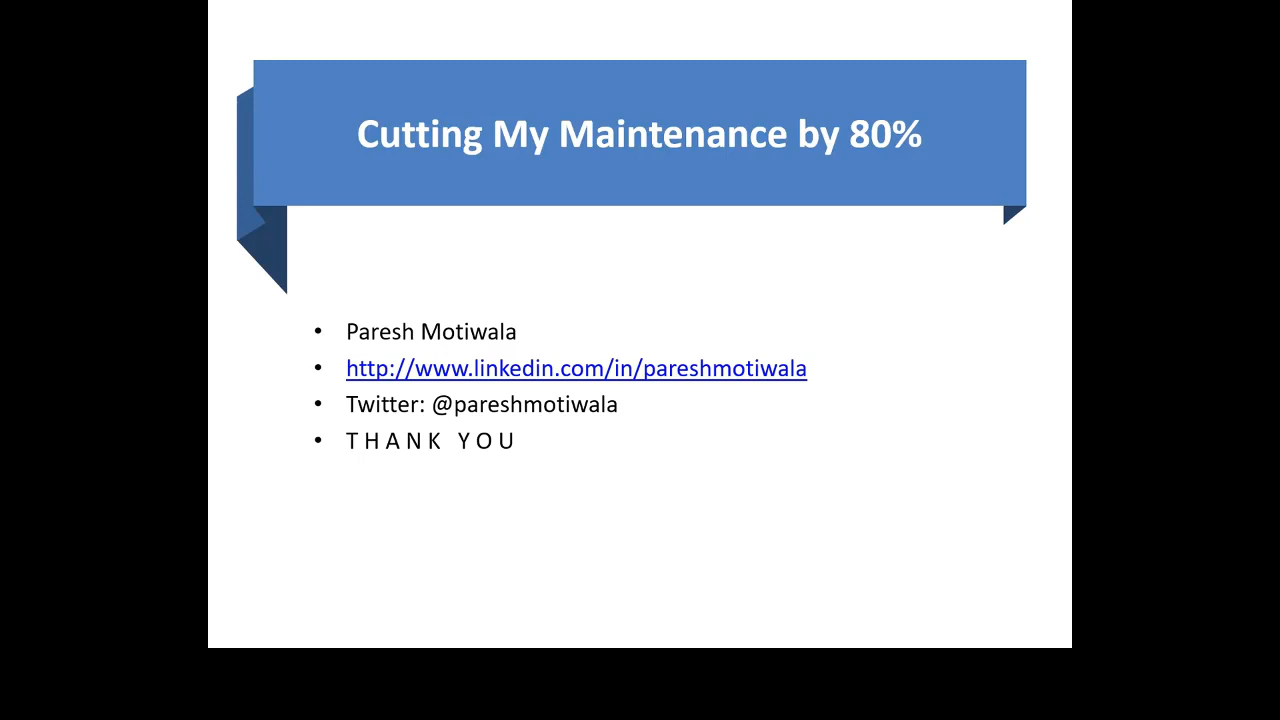 Cutting My Maintenance by 80%
• Paresh Motiwala
• http://www.linkedin.com/in/pareshmotiwala
• Twitter: @pareshmotiwala
• T H A N K   Y O U